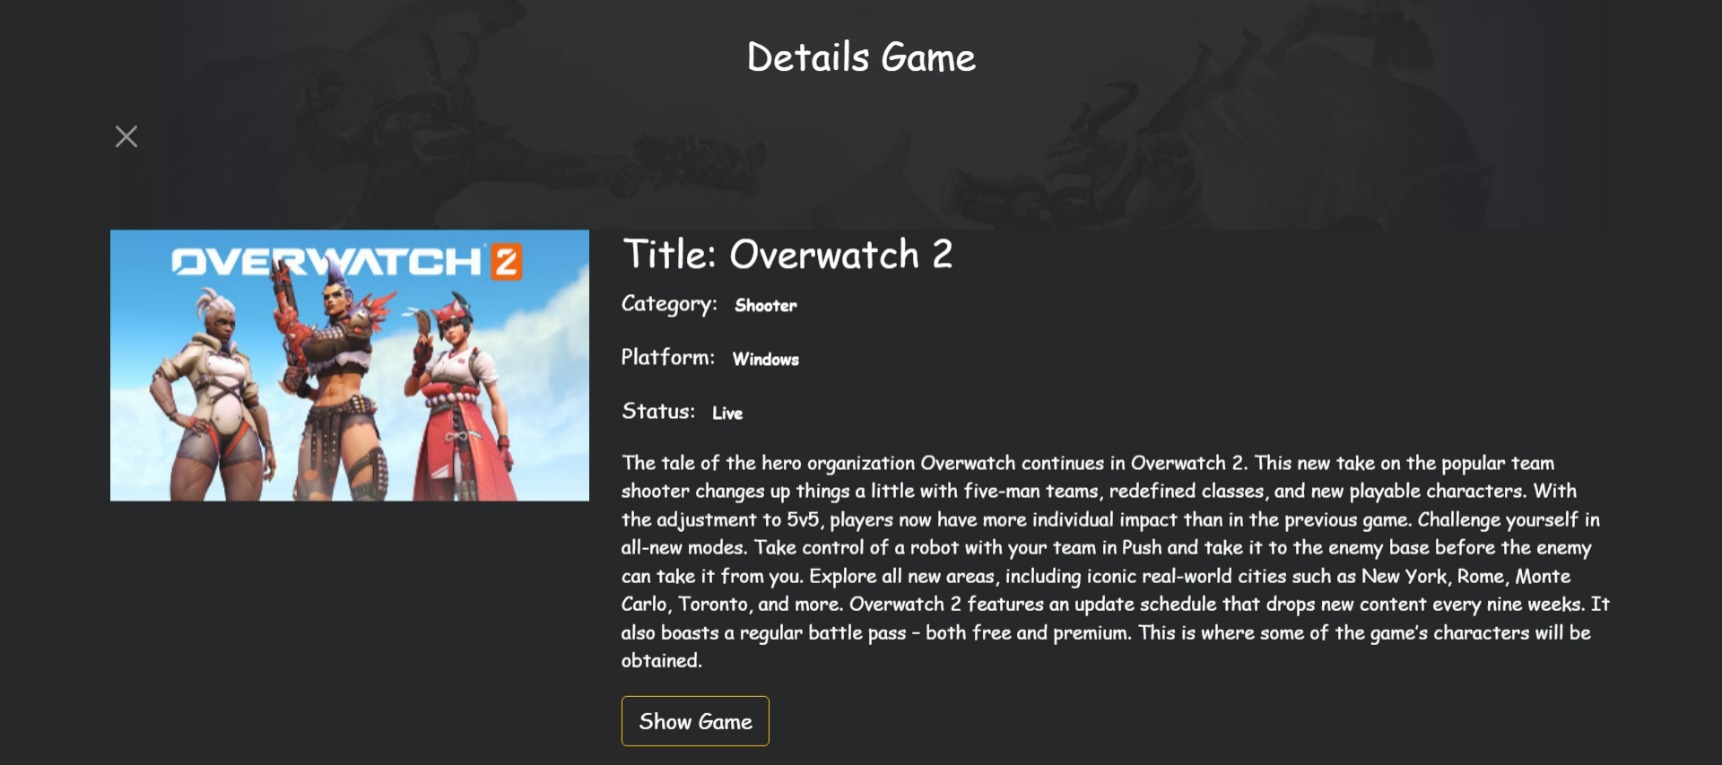 Details Game
OVERWATCH 2
Title: Overwatch 2
Category: Shooter
Platform: Windows
Status: Live
The tale of the hero organization Overwatch continues in Overwatch 2. This new take on the popular team
shooter changes up things a little with five-man teams, redefined classes, and new playable characters. With
the adjustment to 5v5, players now have more individual impact than in the previous game. Challenge yourself in
all-new modes. Take control of a robot with your team in Push and take it to the enemy base before the enemy
can take it from you. Explore all new areas, including iconic real-world cities such as New York, Rome, Monte
Carlo, Toronto, and more. Overwatch 2 features an update schedule that drops new content every nine weeks. It
also boasts a regular battle pass – both free and premium. This is where some of the game’s characters will be
obtained.
Show Game